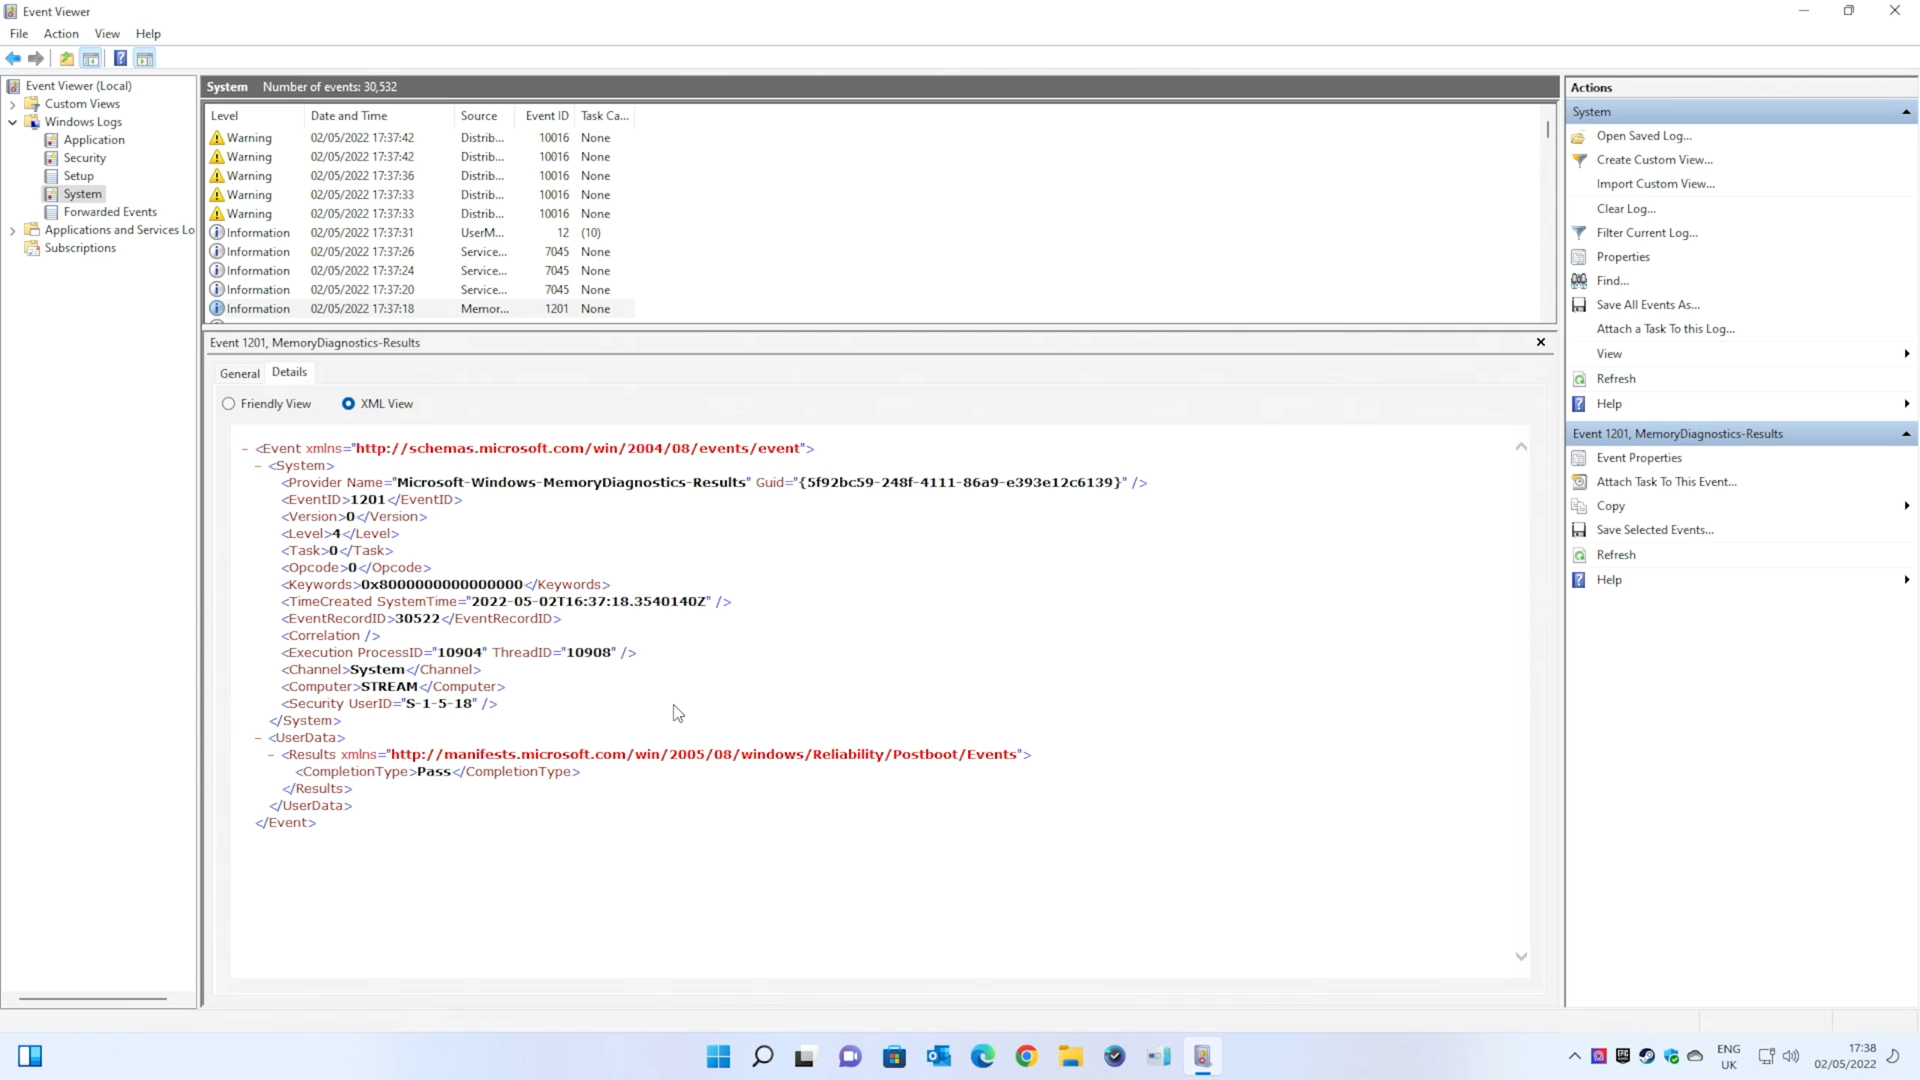 Event Viewer
File Action View Help
Event Viewer (Local)
Custom Views
Windows Logs
Application
Security
Setup
System
Forwarded Events
Applications and Services Lo
Subscriptions
System Number of events: 30,532
Level Date and Time Source Event ID Task Ca...
Warning 02/05/2022 17:37:42 Distrib... 10016 None
Warning 02/05/2022 17:37:42 Distrib... 10016 None
Warning 02/05/2022 17:37:36 Distrib... 10016 None
Warning 02/05/2022 17:37:33 Distrib... 10016 None
Warning 02/05/2022 17:37:33 Distrib... 10016 None
Information 02/05/2022 17:37:31 UserM... 12 (10)
Information 02/05/2022 17:37:26 Service... 7045 None
Information 02/05/2022 17:37:24 Service... 7045 None
Information 02/05/2022 17:37:20 Service... 7045 None
Information 02/05/2022 17:37:18 Memor... 1201 None
Event 1201, MemoryDiagnostics-Results
General Details
Friendly View XML View
- <Event xmlns="http://schemas.microsoft.com/win/2004/08/events/event">
- <System>
<Provider Name="Microsoft-Windows-MemoryDiagnostics-Results" Guid="{5f92bc59-248f-4111-86a9-e393e12c6139}" />
<EventID>1201</EventID>
<Version>0</Version>
<Level>4</Level>
<Task>0</Task>
<Opcode>0</Opcode>
<Keywords>0x8000000000000000</Keywords>
<TimeCreated SystemTime="2022-05-02T16:37:18.3540140Z" />
<EventRecordID>30522</EventRecordID>
<Correlation />
<Execution ProcessID="10904" ThreadID="10908" />
<Channel>System</Channel>
<Computer>STREAM</Computer>
<Security UserID="S-1-5-18" />
</System>
- <UserData>
- <Results xmlns="http://manifests.microsoft.com/win/2005/08/windows/Reliability/Postboot/Events">
<CompletionType>Pass</CompletionType>
</Results>
</UserData>
</Event>
Actions
System
Open Saved Log...
Create Custom View...
Import Custom View...
Clear Log...
Filter Current Log...
Properties
Find...
Save All Events As...
Attach a Task To this Log...
View
Refresh
Help
Event 1201, MemoryDiagnostics-Results
Event Properties
Attach Task To This Event...
Copy
Save Selected Events...
Refresh
Help
ENG
UK
17:38
02/05/2022